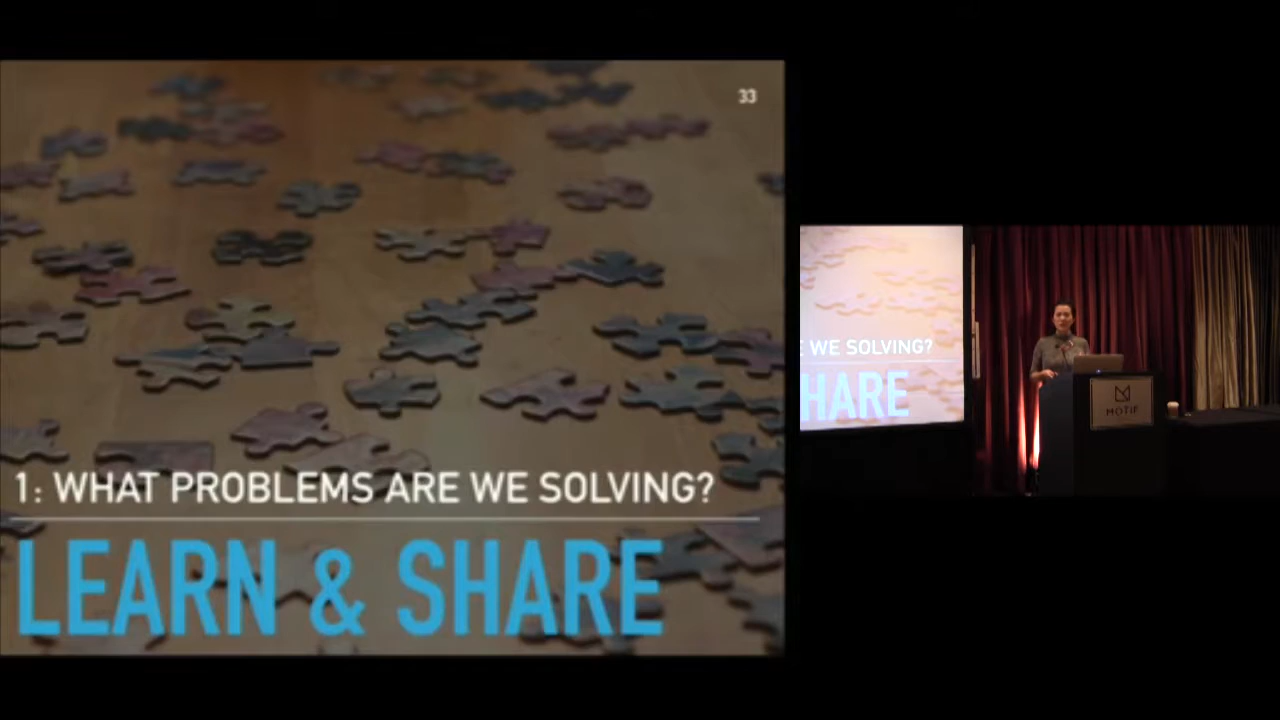 33
1: WHAT PROBLEMS ARE WE SOLVING?
LEARN & SHARE
E WE SOLVING?
HARE
MOTIF